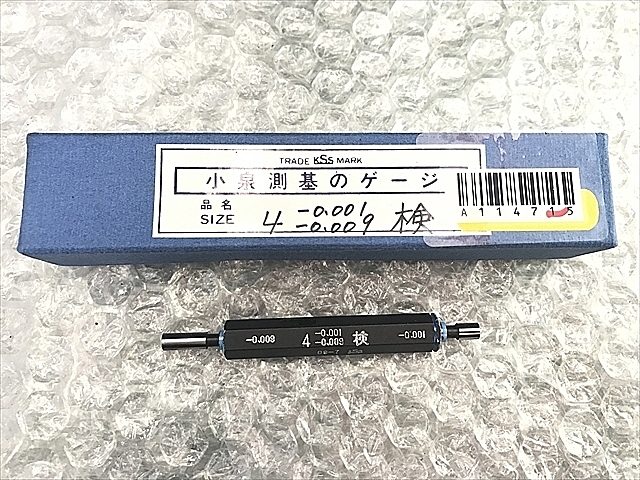 TRADE KSS MARK
小泉測基のゲージ
品名
SIZE 4 -0.001 -0.009 検
A114715
-0.009 4 -0.001 -0.009 検 -0.001